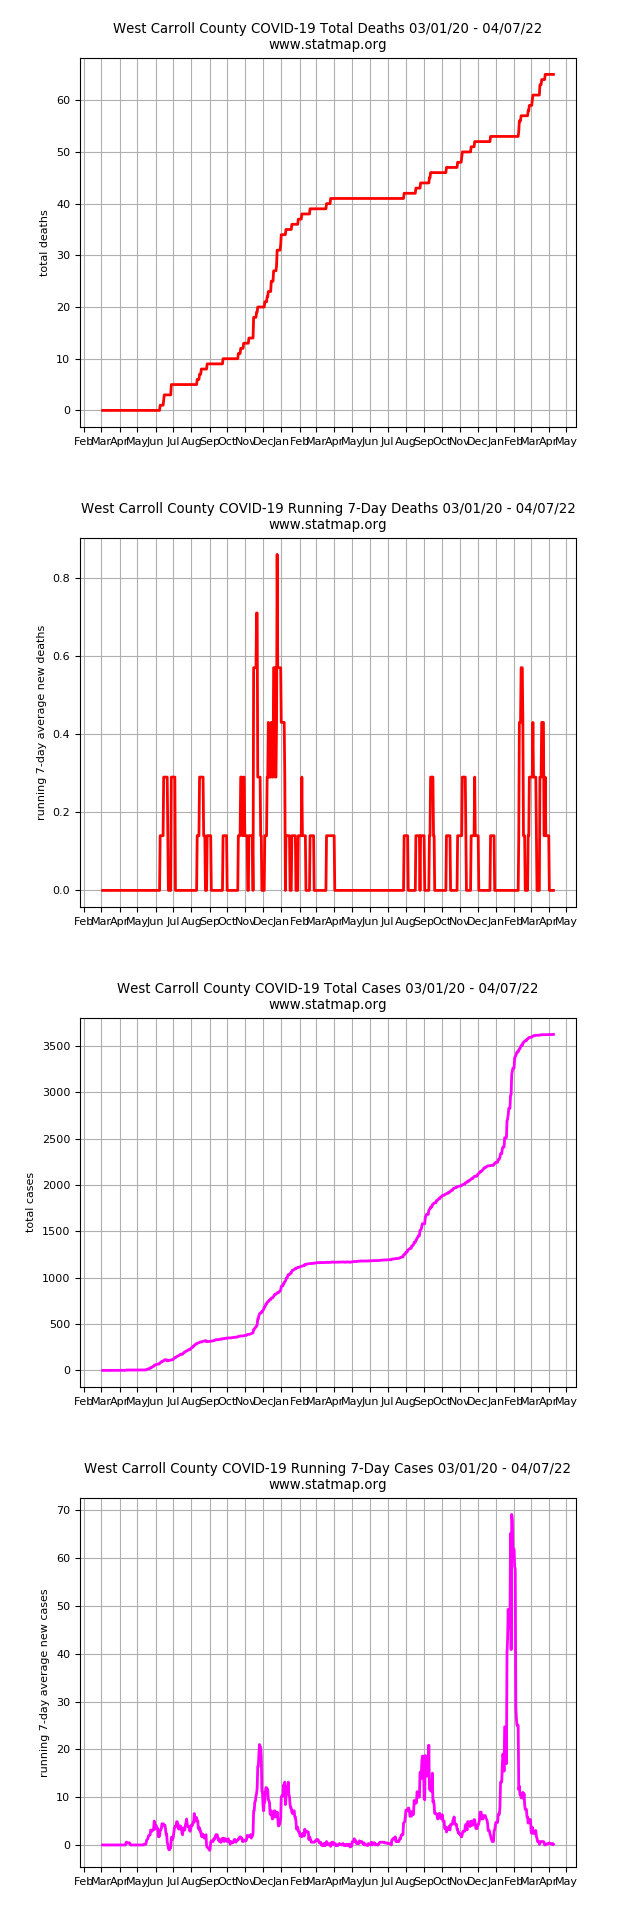 West Carroll County COVID-19 Total Deaths 03/01/20 - 04/07/22
www.statmap.org
total deaths
60
50
40
30
20
10
0
Feb Mar Apr May Jun Jul Aug Sep Oct Nov Dec Jan Feb Mar Apr May Jun Jul Aug Sep Oct Nov Dec Jan Feb Mar Apr May
West Carroll County COVID-19 Running 7-Day Deaths 03/01/20 - 04/07/22
www.statmap.org
running 7-day average new deaths
0.8
0.6
0.4
0.2
0.0
Feb Mar Apr May Jun Jul Aug Sep Oct Nov Dec Jan Feb Mar Apr May Jun Jul Aug Sep Oct Nov Dec Jan Feb Mar Apr May
West Carroll County COVID-19 Total Cases 03/01/20 - 04/07/22
www.statmap.org
total cases
3500
3000
2500
2000
1500
1000
500
0
Feb Mar Apr May Jun Jul Aug Sep Oct Nov Dec Jan Feb Mar Apr May Jun Jul Aug Sep Oct Nov Dec Jan Feb Mar Apr May
West Carroll County COVID-19 Running 7-Day Cases 03/01/20 - 04/07/22
www.statmap.org
running 7-day average new cases
70
60
50
40
30
20
10
0
Feb Mar Apr May Jun Jul Aug Sep Oct Nov Dec Jan Feb Mar Apr May Jun Jul Aug Sep Oct Nov Dec Jan Feb Mar Apr May